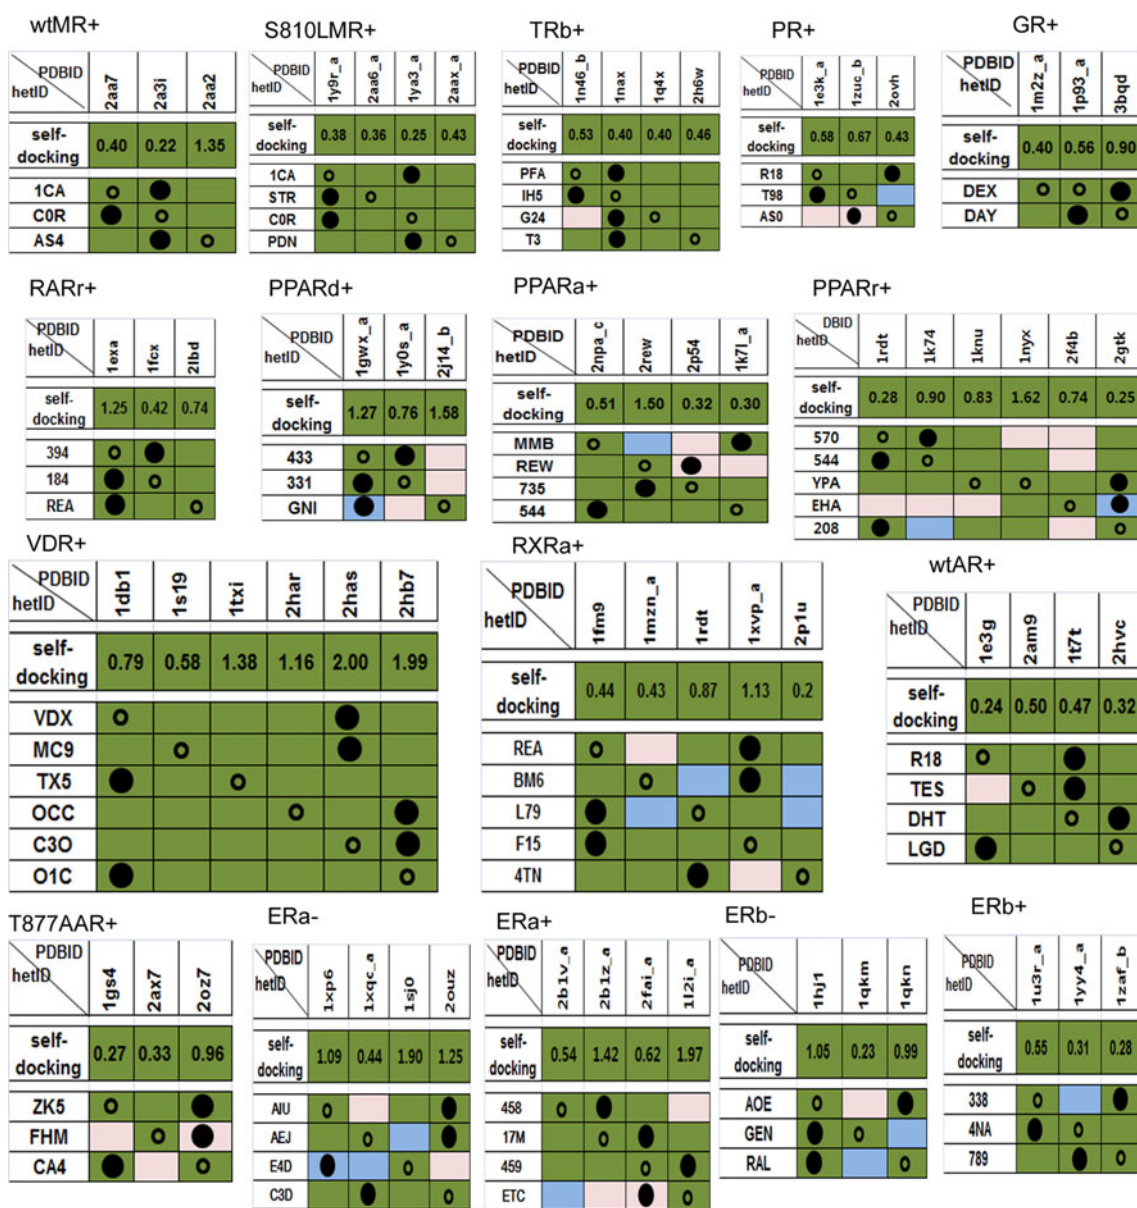 wtMR+ S810LMR+ TRb+ PR+ GR+
PDBID
hetID
2aa7 2a3i 2aa2
self-docking 0.40 0.22 1.35
1CA
C0R
AS4
PDBID
hetID
1y9r_a 2aa6_a 1ya3_a 2aax_a
self-docking 0.38 0.36 0.25 0.43
1CA
STR
C0R
PDN
PDBID
hetID
1n46_b 1nax 1q4x 2h6w
self-docking 0.53 0.40 0.40 0.46
PFA
IH5
G24
T3
PDBID
hetID
1e3k_a 1zuc_b 2ovh
self-docking 0.58 0.67 0.43
R18
T98
AS0
PDBID
hetID
1m2z_a 1p93_a 3bqd
self-docking 0.40 0.56 0.90
DEX
DAY
RARr+ PPARd+ PPARa+ PPARr+
PDBID
hetID
1exa 1fcx 2lbd
self-docking 1.25 0.42 0.74
394
184
REA
PDBID
hetID
1gwx_a 1y0s_a 2j14_b
self-docking 1.27 0.76 1.58
433
331
GNI
PDBID
hetID
2npa_c 2rew 2p54 1k7l_a
self-docking 0.51 1.50 0.32 0.30
MMB
REW
735
544
DBID
hetID
1rdt 1k74 1knu 1nyx 2f4b 2gtk
self-docking 0.28 0.90 0.83 1.62 0.74 0.25
570
544
YPA
EHA
208
VDR+ RXRa+ wtAR+
PDBID
hetID
1db1 1s19 1txi 2har 2has 2hb7
self-docking 0.79 0.58 1.38 1.16 2.00 1.99
VDX
MC9
TX5
OCC
C3O
O1C
PDBID
hetID
1fm9 1mzn_a 1rdt 1xvp_a 2p1u
self-docking 0.44 0.43 0.87 1.13 0.2
REA
BM6
L79
F15
4TN
PDBID
hetID
1e3g 2am9 1t7t 2hvc
self-docking 0.24 0.50 0.47 0.32
R18
TES
DHT
LGD
T877AAR+ ERa- ERa+ ERb- ERb+
PDBID
hetID
1gs4 2ax7 2oz7
self-docking 0.27 0.33 0.96
ZK5
FHM
CA4
PDBID
hetID
1xp6 1xqc_a 1sj0 2ouz
self-docking 1.09 0.44 1.90 1.25
AIU
AEJ
E4D
C3D
PDBID
hetID
2b1v_a 2b1z_a 2fai_a 1l2i_a
self-docking 0.54 1.42 0.62 1.97
458
17M
459
ETC
PDBID
hetID
1hj1 1qkm 1qkn
self-docking 1.05 0.23 0.99
AOE
GEN
RAL
PDBID
hetID
1u3r_a 1yy4_a 1zaf_b
self-docking 0.55 0.31 0.28
338
4NA
789